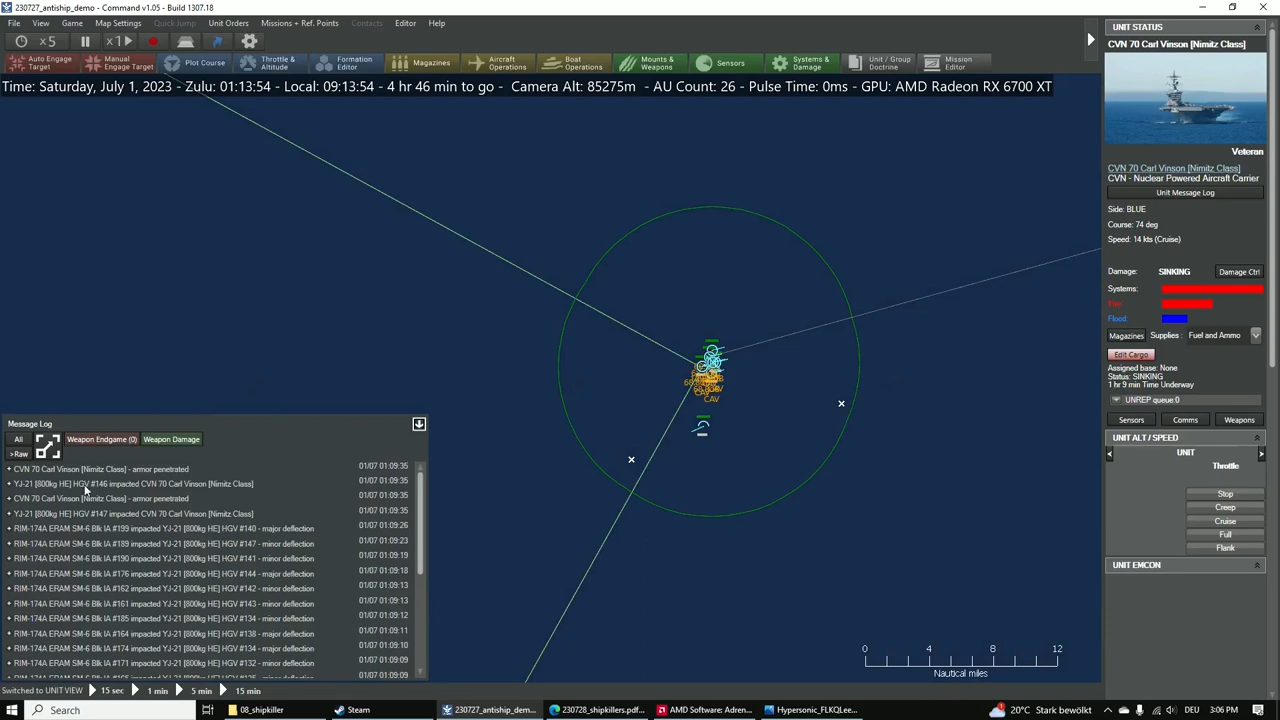 230727_antiship_demo - Command v1.05 - Build 1307.18
File View Game Map Settings Quick Jump Unit Orders Missions + Ref. Points Contacts Editor Help
x5 x1
Auto Engage Target Manual Engage Target Plot Course Throttle & Altitude Formation Editor Magazines Aircraft Operations Boat Operations Mounts & Weapons Sensors Systems & Damage Unit / Group Doctrine Mission Editor
Time: Saturday, July 1, 2023 - Zulu: 01:13:54 - Local: 09:13:54 - 4 hr 46 min to go - Camera Alt: 85275m - AU Count: 26 - Pulse Time: 0ms - GPU: AMD Radeon RX 6700 XT
CAV
Message Log
All Weapon Endgame (0) Weapon Damage
>Raw
CVN 70 Carl Vinson [Nimitz Class] - armor penetrated 01/07 01:09:35
YJ-21 [800kg HE] HGV #146 impacted CVN 70 Carl Vinson [Nimitz Class] 01/07 01:09:35
CVN 70 Carl Vinson [Nimitz Class] - armor penetrated 01/07 01:09:35
YJ-21 [800kg HE] HGV #147 impacted CVN 70 Carl Vinson [Nimitz Class] 01/07 01:09:35
RIM-174A ERAM SM-6 Blk IA #199 impacted YJ-21 [800kg HE] HGV #140 - major deflection 01/07 01:09:26
RIM-174A ERAM SM-6 Blk IA #189 impacted YJ-21 [800kg HE] HGV #147 - minor deflection 01/07 01:09:23
RIM-174A ERAM SM-6 Blk IA #190 impacted YJ-21 [800kg HE] HGV #141 - minor deflection 01/07 01:09:19
RIM-174A ERAM SM-6 Blk IA #176 impacted YJ-21 [800kg HE] HGV #144 - major deflection 01/07 01:09:18
RIM-174A ERAM SM-6 Blk IA #162 impacted YJ-21 [800kg HE] HGV #142 - minor deflection 01/07 01:09:13
RIM-174A ERAM SM-6 Blk IA #161 impacted YJ-21 [800kg HE] HGV #143 - minor deflection 01/07 01:09:13
RIM-174A ERAM SM-6 Blk IA #185 impacted YJ-21 [800kg HE] HGV #134 - minor deflection 01/07 01:09:12
RIM-174A ERAM SM-6 Blk IA #164 impacted YJ-21 [800kg HE] HGV #138 - major deflection 01/07 01:09:11
RIM-174A ERAM SM-6 Blk IA #174 impacted YJ-21 [800kg HE] HGV #134 - major deflection 01/07 01:09:10
RIM-174A ERAM SM-6 Blk IA #171 impacted YJ-21 [800kg HE] HGV #132 - minor deflection 01/07 01:09:09
01/07 01:09:09
0 4 8 12
Nautical miles
Switched to UNIT VIEW 15 sec 1 min 5 min 15 min
UNIT STATUS
CVN 70 Carl Vinson [Nimitz Class]
Veteran
CVN 70 Carl Vinson [Nimitz Class]
CVN - Nuclear Powered Aircraft Carrier
Unit Message Log
Side: BLUE
Course: 74 deg
Speed: 14 kts (Cruise)
Damage: SINKING Damage Ctrl
Systems:
Fire:
Flood:
Magazines Supplies : Fuel and Ammo
Edit Cargo
Assigned base: None
Status: SINKING
1 hr 9 min Time Underway
UNREP queue:0
Sensors Comms Weapons
UNIT ALT / SPEED
UNIT
Throttle
Stop
Creep
Cruise
Full
Flank
UNIT EMCON
Search 08_shipkiller Steam 230727_antiship_dem... 230728_shipkillers.pdf... AMD Software: Adren... Hypersonic_FLKQLee... 20°C Stark bewölkt DEU 3:06 PM